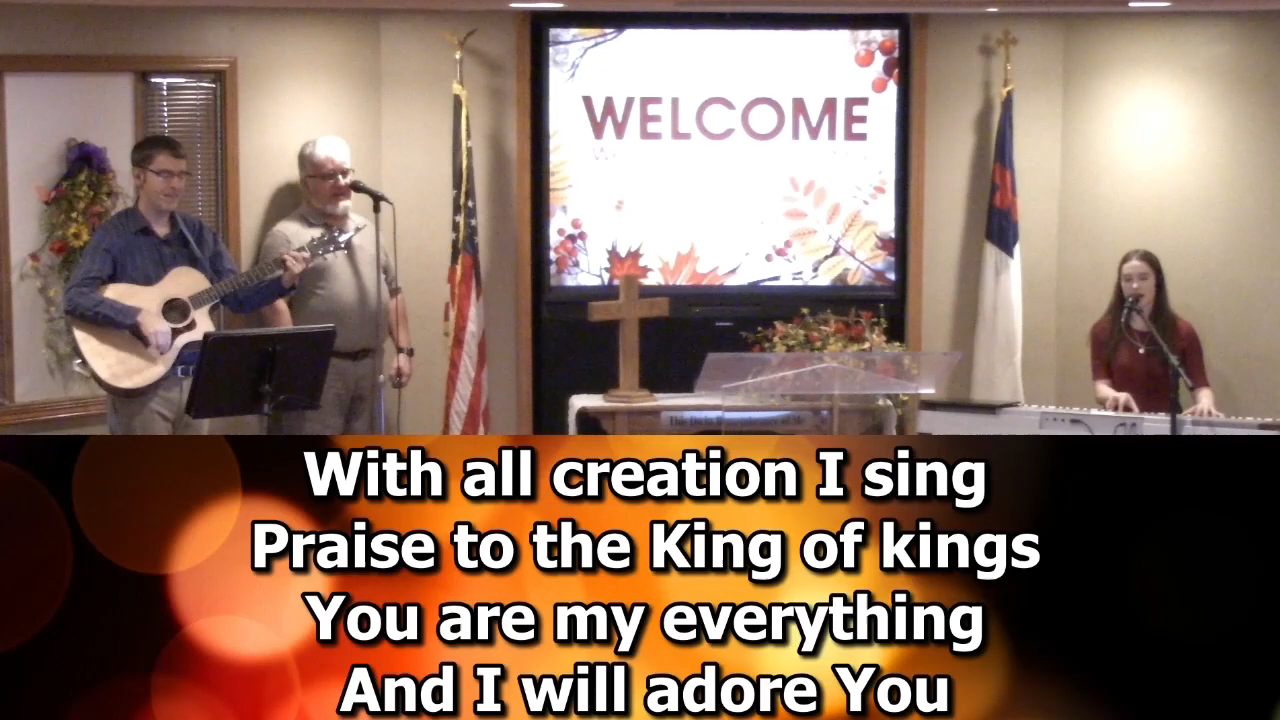 WELCOME
With all creation I sing
Praise to the King of kings
You are my everything
And I will adore You